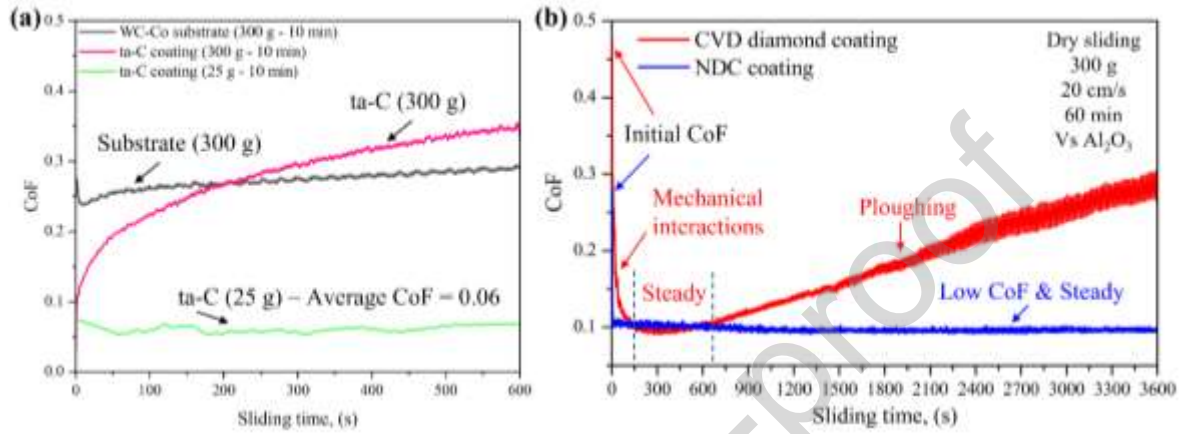 (a)
0.5
0.4
0.3
0.2
0.1
0.0
CoF
WC-Co substrate (300 g - 10 min)
ta-C coating (300 g - 10 min)
ta-C coating (25 g - 10 min)
ta-C (300 g)
Substrate (300 g)
ta-C (25 g) – Average CoF = 0.06
0 100 200 300 400 500 600
Sliding time, (s)
(b)
0.5
0.4
0.3
0.2
0.1
CoF
CVD diamond coating
NDC coating
Dry sliding
300 g
20 cm/s
60 min
Vs Al₂O₃
Initial CoF
Mechanical
interactions
Ploughing
Steady
Low CoF & Steady
0 300 600 900 1200 1500 1800 2100 2400 2700 3000 3300 3600
Sliding time, (s)
proof